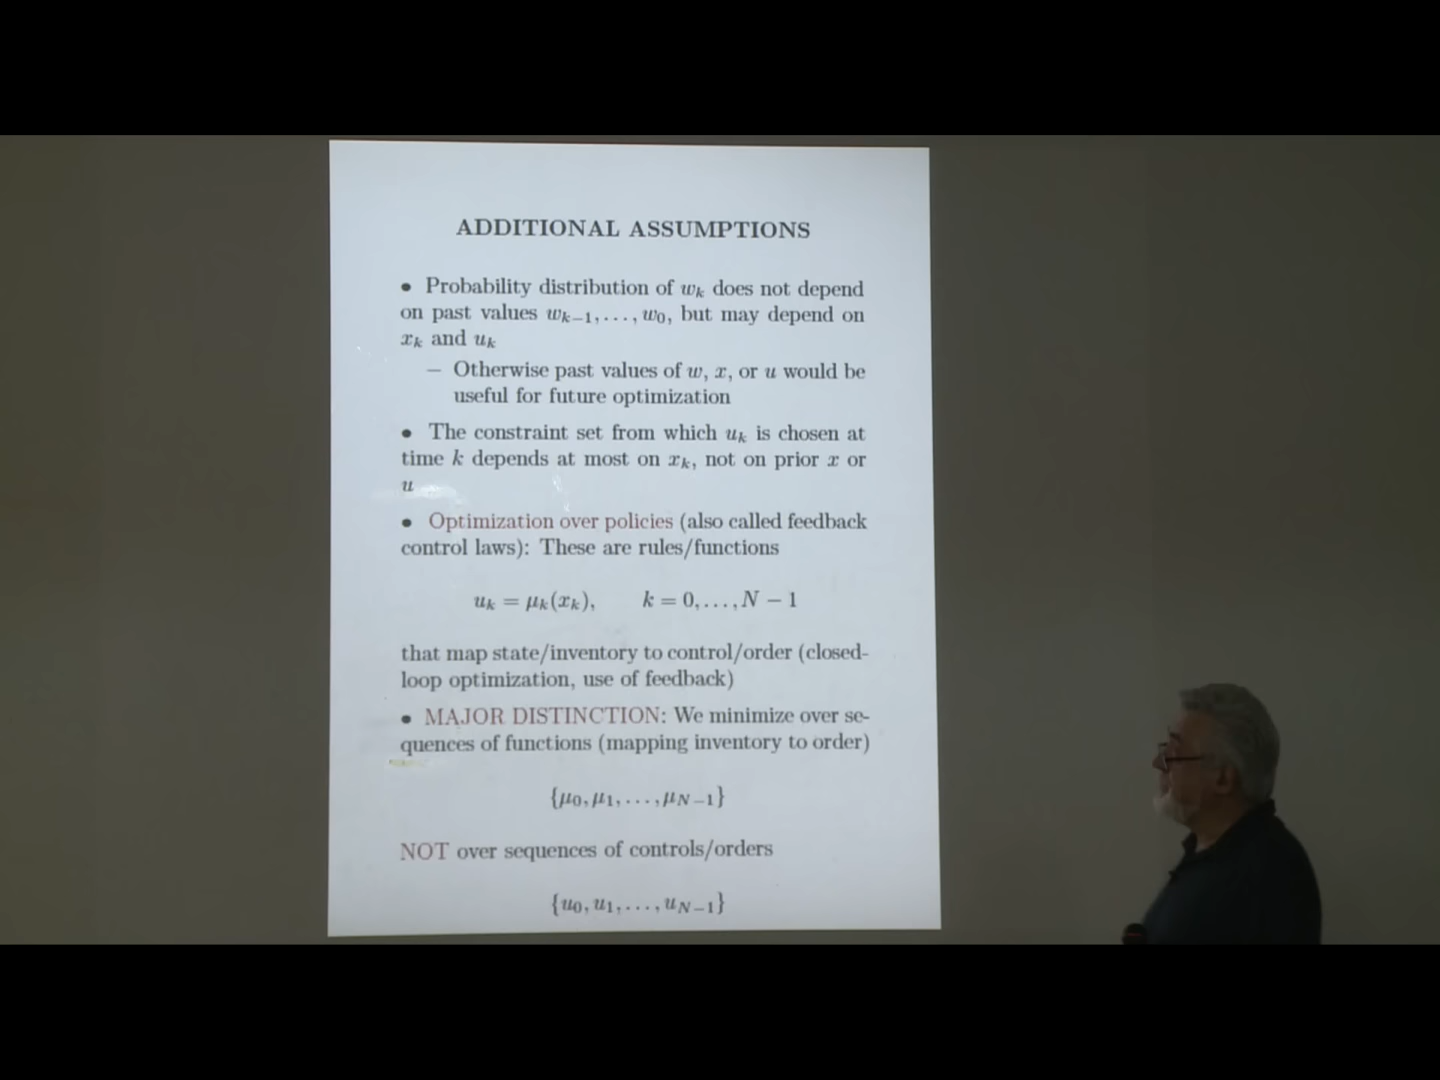 ADDITIONAL ASSUMPTIONS
• Probability distribution of wₖ does not depend
on past values wₖ₋₁, . . . , w₀, but may depend on
xₖ and uₖ
– Otherwise past values of w, x, or u would be
useful for future optimization
• The constraint set from which uₖ is chosen at
time k depends at most on xₖ, not on prior x or
u
• Optimization over policies (also called feedback
control laws): These are rules/functions
uₖ = μₖ(xₖ), k = 0, . . . , N − 1
that map state/inventory to control/order (closed-
loop optimization, use of feedback)
• MAJOR DISTINCTION: We minimize over se-
quences of functions (mapping inventory to order)
{μ₀, μ₁, . . . , μ_{N−1}}
NOT over sequences of controls/orders
{u₀, u₁, . . . , u_{N−1}}